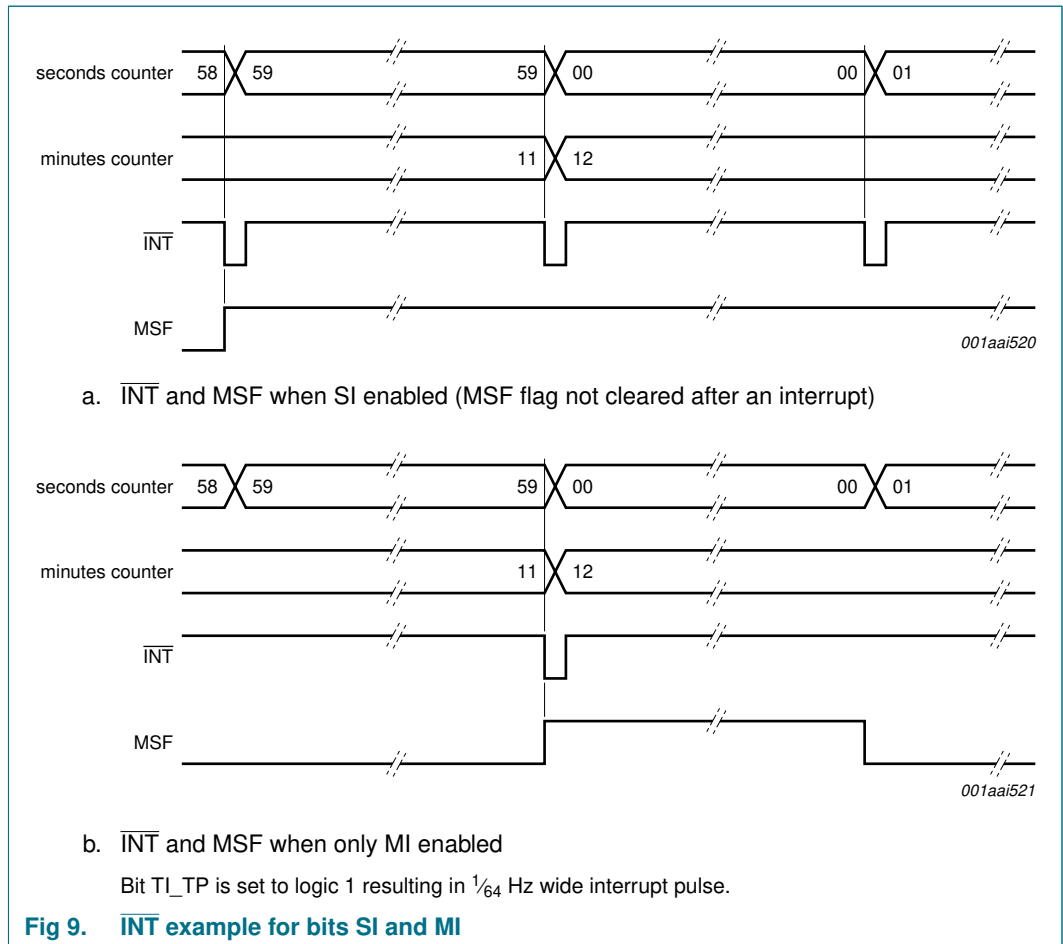 seconds counter 58 59 59 00 00 01
minutes counter 11 12
INT
MSF
001aai520
a. INT and MSF when SI enabled (MSF flag not cleared after an interrupt)
seconds counter 58 59 59 00 00 01
minutes counter 11 12
INT
MSF
001aai521
b. INT and MSF when only MI enabled
Bit TI_TP is set to logic 1 resulting in 1⁄64 Hz wide interrupt pulse.
Fig 9. INT example for bits SI and MI